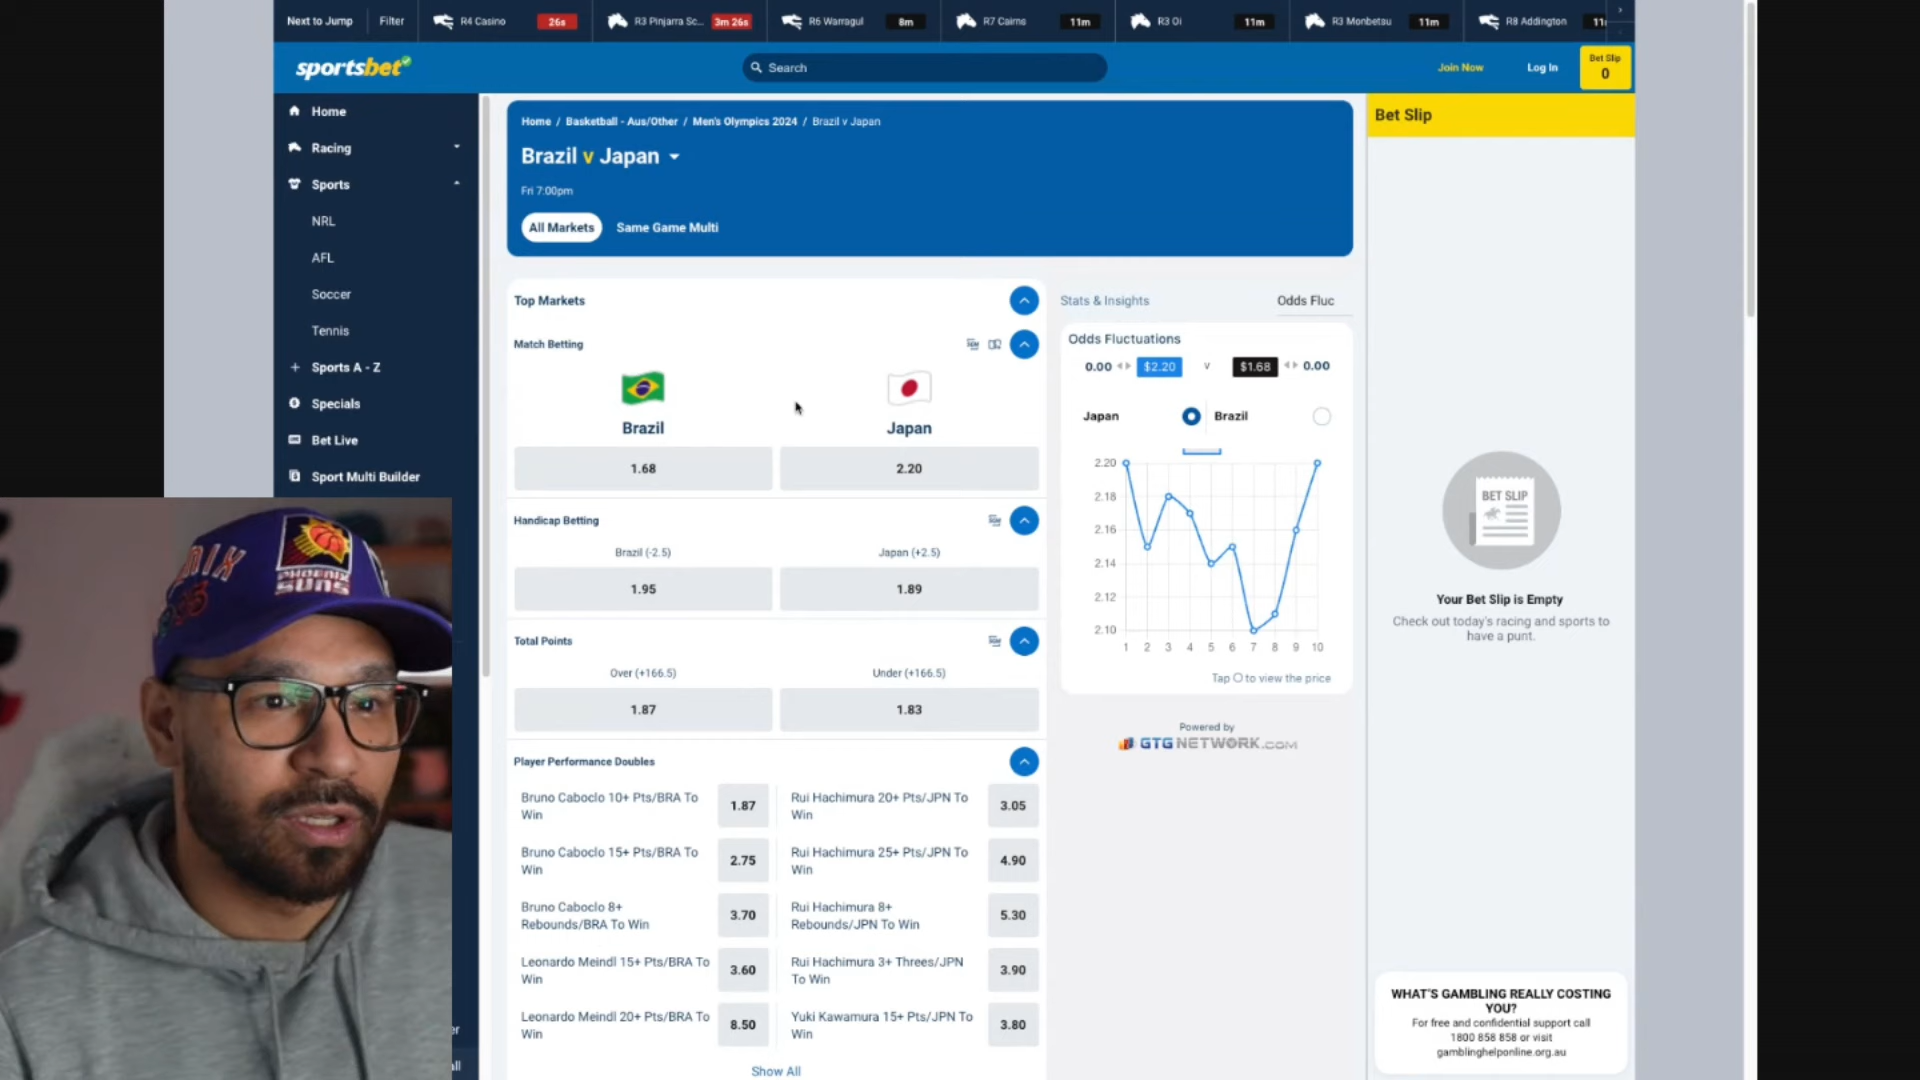 Next to Jump
Filter
R4 Casino
26s
R3 Pinjarra Sc...
3m 26s
R6 Warragul
8m
R7 Cairns
11m
R3 Oi
11m
R3 Monbetsu
11m
R8 Addington
11
sportsbet
Search
Join Now
Log In
Bet Slip
0
Home
Racing
Sports
NRL
AFL
Soccer
Tennis
Sports A - Z
Specials
Bet Live
Sport Multi Builder
Home / Basketball - Aus/Other / Men's Olympics 2024 / Brazil v Japan
Brazil v Japan
Fri 7:00pm
All Markets
Same Game Multi
Top Markets
Match Betting
Brazil
Japan
1.68
2.20
Handicap Betting
Brazil (-2.5)
Japan (+2.5)
1.95
1.89
Total Points
Over (+166.5)
Under (+166.5)
1.87
1.83
Player Performance Doubles
Bruno Caboclo 10+ Pts/BRA To
Win
1.87
Rui Hachimura 20+ Pts/JPN To
Win
3.05
Bruno Caboclo 15+ Pts/BRA To
Win
2.75
Rui Hachimura 25+ Pts/JPN To
Win
4.90
Bruno Caboclo 8+
Rebounds/BRA To Win
3.70
Rui Hachimura 8+
Rebounds/JPN To Win
5.30
Leonardo Meindl 15+ Pts/BRA To
Win
3.60
Rui Hachimura 3+ Threes/JPN
To Win
3.90
Leonardo Meindl 20+ Pts/BRA To
Win
8.50
Yuki Kawamura 15+ Pts/JPN To
Win
3.80
Show All
Stats & Insights
Odds Fluc
Odds Fluctuations
0.00
$2.20
v
$1.68
0.00
Japan
Brazil
2.20
2.18
2.16
2.14
2.12
2.10
1 2 3 4 5 6 7 8 9 10
Tap O to view the price
Powered by
GTG NETWORK.COM
Bet Slip
BET SLIP
Your Bet Slip is Empty
Check out today's racing and sports to
have a punt.
WHAT'S GAMBLING REALLY COSTING
YOU?
For free and confidential support call
1800 858 858 or visit
gamblinghelponline.org.au
PHOENIX
SUNS